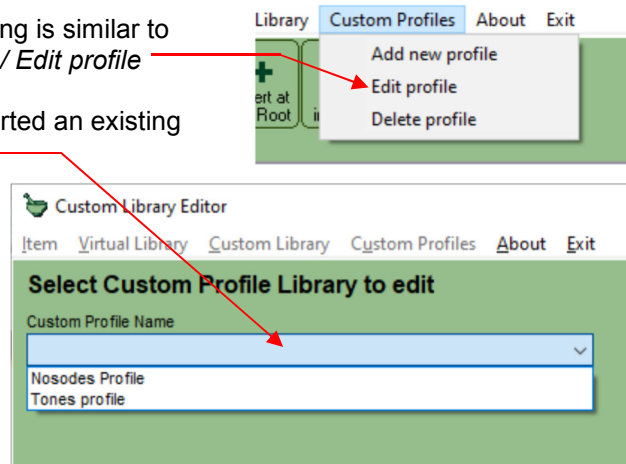 ng is similar to
/ Edit profile
rted an existing
Library Custom Profiles About Exit
Add new profile
Edit profile
Delete profile
ert at
Root
Custom Library Editor
Item Virtual Library Custom Library Custom Profiles About Exit
Select Custom Profile Library to edit
Custom Profile Name
Nosodes Profile
Tones profile